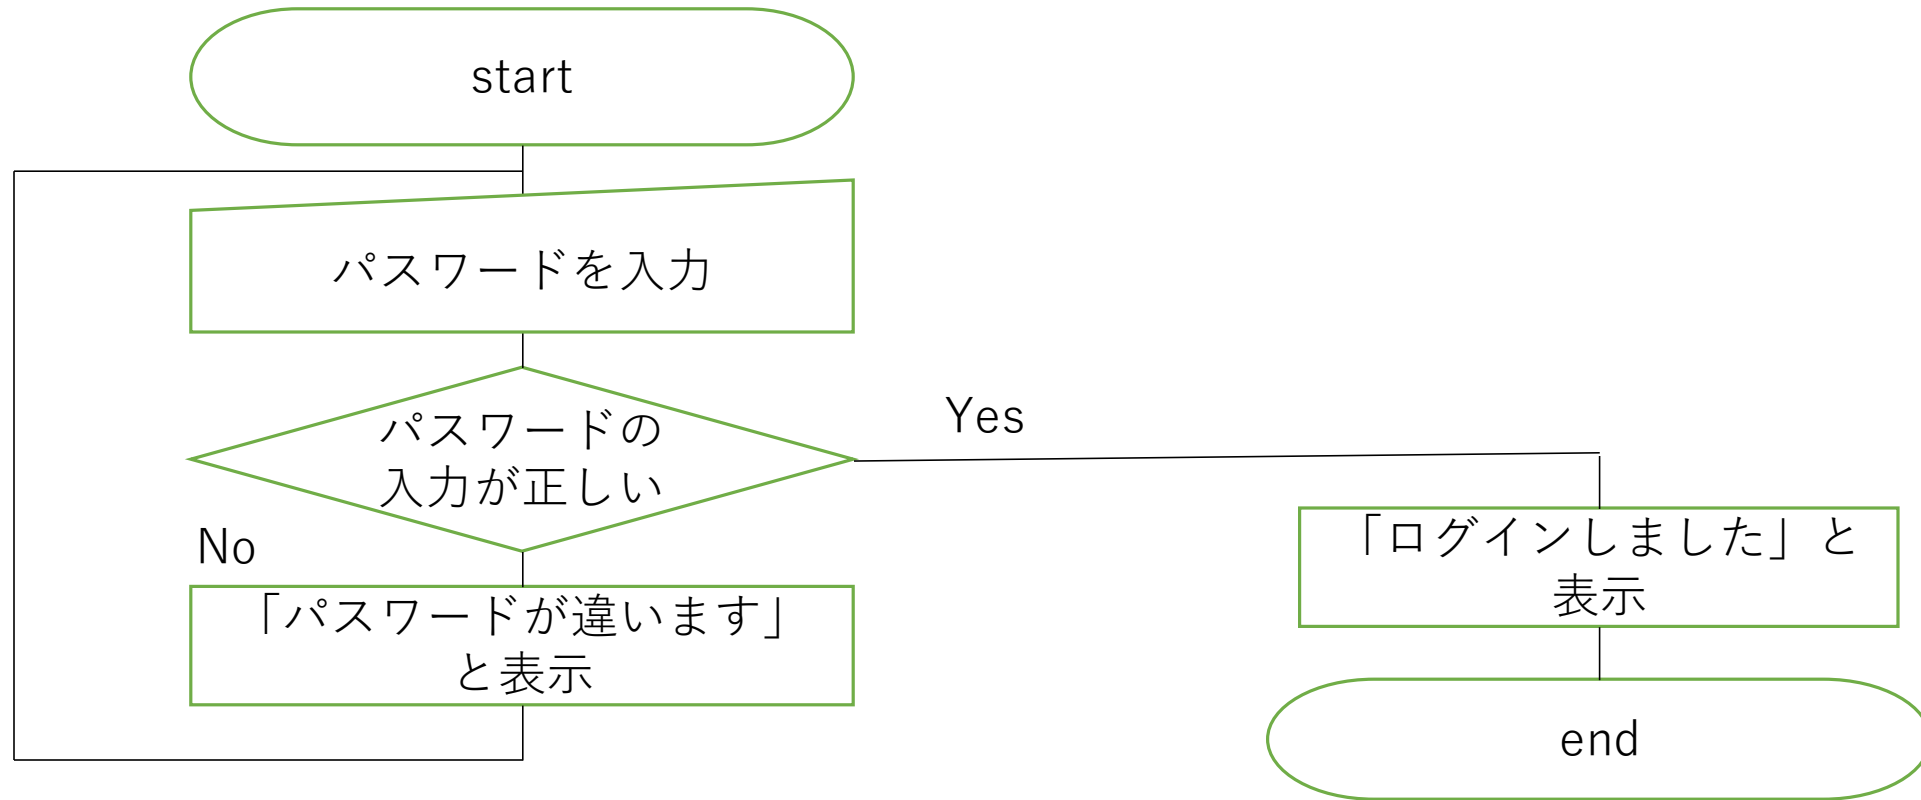 start
パスワードを入力
パスワードの
入力が正しい
Yes
No
「パスワードが違います」
と表示
「ログインしました」と
表示
end